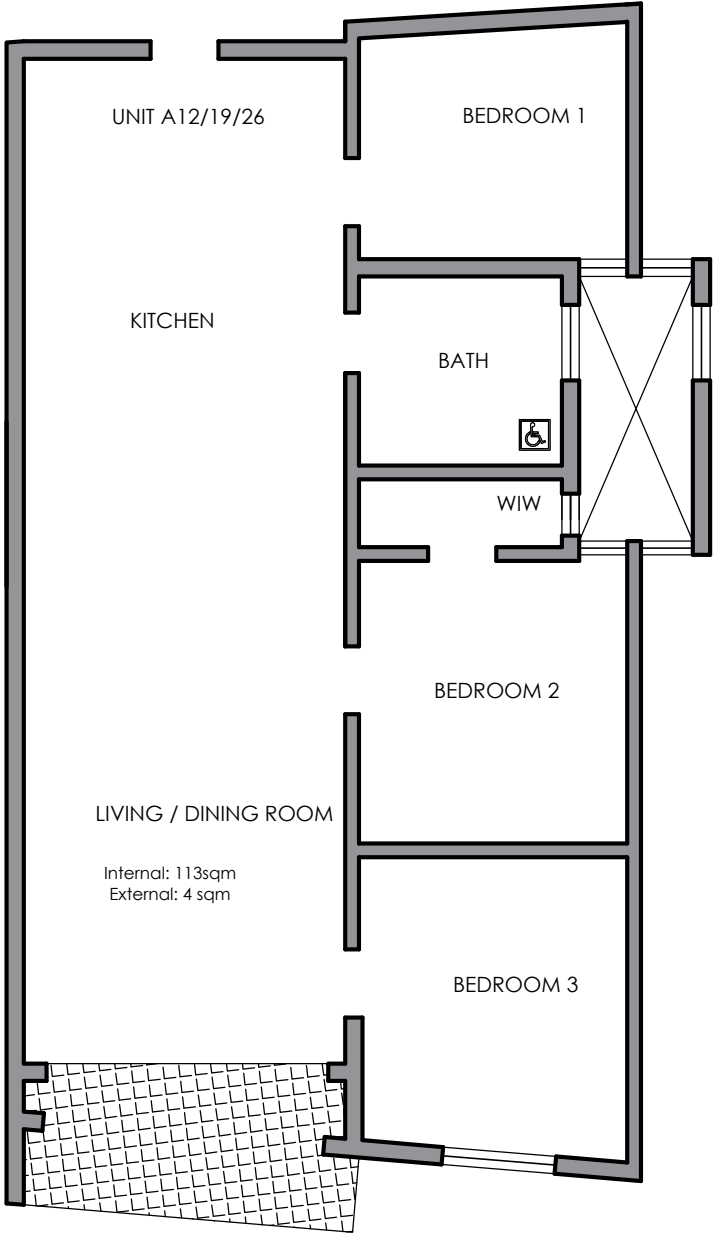 UNIT A12/19/26
BEDROOM 1
KITCHEN
BATH
WIW
BEDROOM 2
LIVING / DINING ROOM
Internal: 113sqm
External: 4 sqm
BEDROOM 3